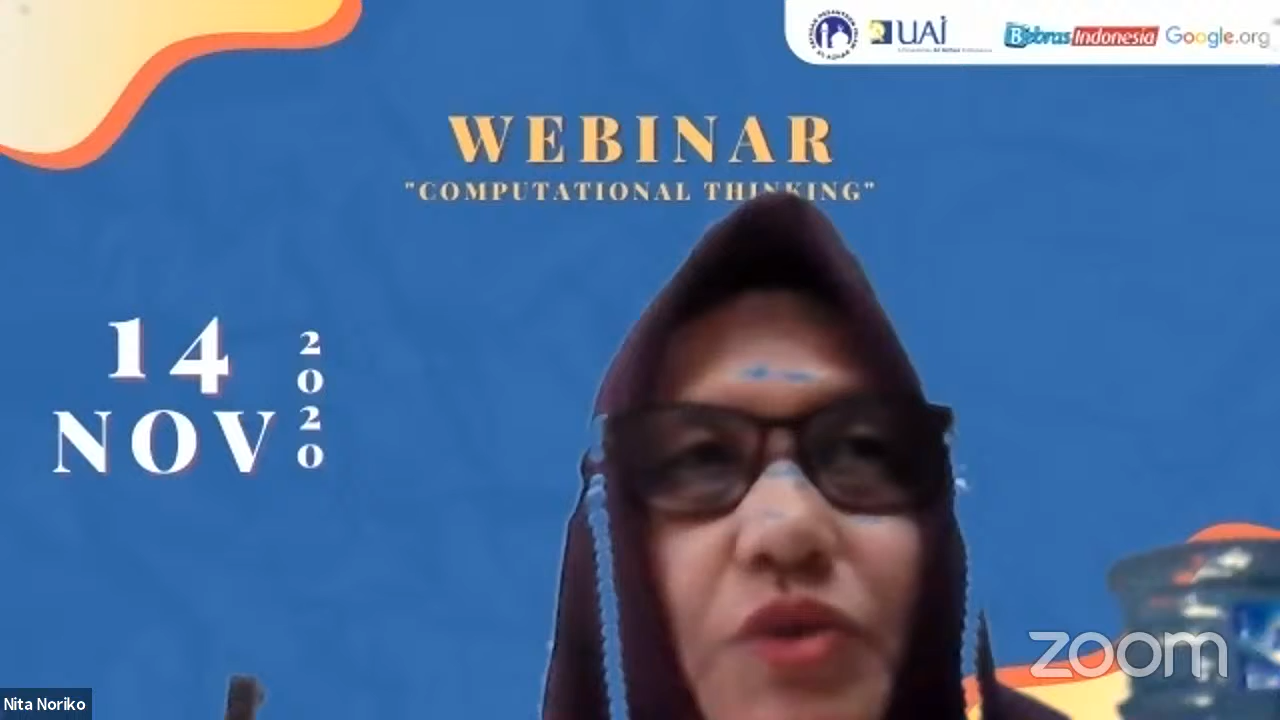 UAI
Bebras Indonesia
Google.org
WEBINAR
"COMPUTATIONAL THINKING"
14
NOV
2020
zoom
Nita Noriko